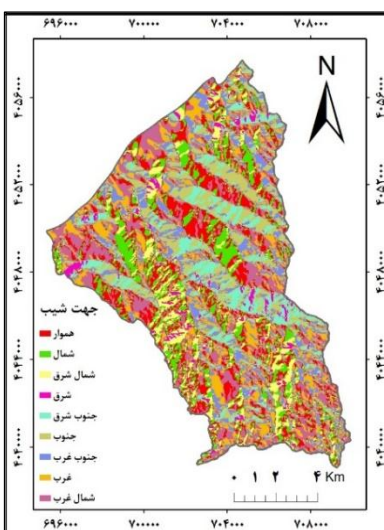 ۶۹۶۰۰۰ ۷۰۰۰۰۰ ۷۰۴۰۰۰ ۷۰۸۰۰۰
N
۴۰۵۶۰۰۰ ۴۰۵۶۰۰۰
۴۰۵۲۰۰۰ ۴۰۵۲۰۰۰
۴۰۴۸۰۰۰ ۴۰۴۸۰۰۰
جهت شیب
هموار
شمال
شمال شرق
شرق
جنوب شرق
جنوب
جنوب غرب
غرب
شمال غرب
۴۰۴۴۰۰۰ ۴۰۴۴۰۰۰
۴۰۴۰۰۰۰ ۴۰۴۰۰۰۰
۰ ۱ ۲ ۴ Km
۶۹۶۰۰۰ ۷۰۰۰۰۰ ۷۰۴۰۰۰ ۷۰۸۰۰۰